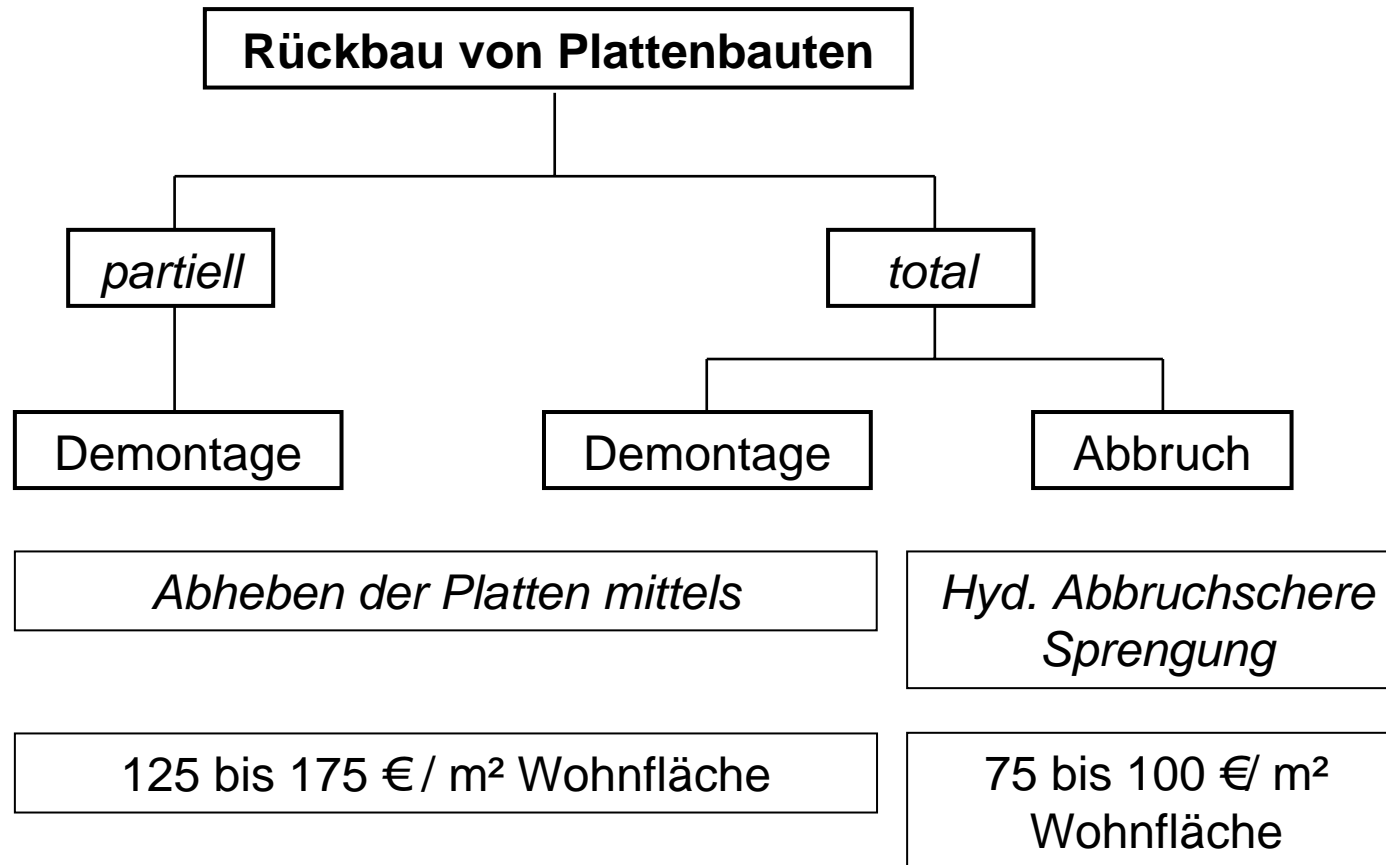 Rückbau von Plattenbauten
partiell
total
Demontage
Demontage
Abbruch
Abheben der Platten mittels
Hyd. Abbruchschere
Sprengung
125 bis 175 € / m² Wohnfläche
75 bis 100 €/ m²
Wohnfläche